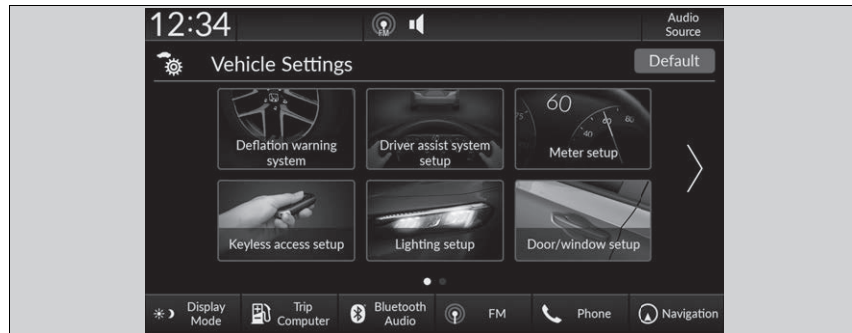 12:34
FM
Audio
Source
Vehicle Settings
Default
Deflation warning
system
Driver assist system
setup
60
Meter setup
Keyless access setup
Lighting setup
Door/window setup
Display
Mode
Trip
Computer
Bluetooth
Audio
FM
Phone
Navigation